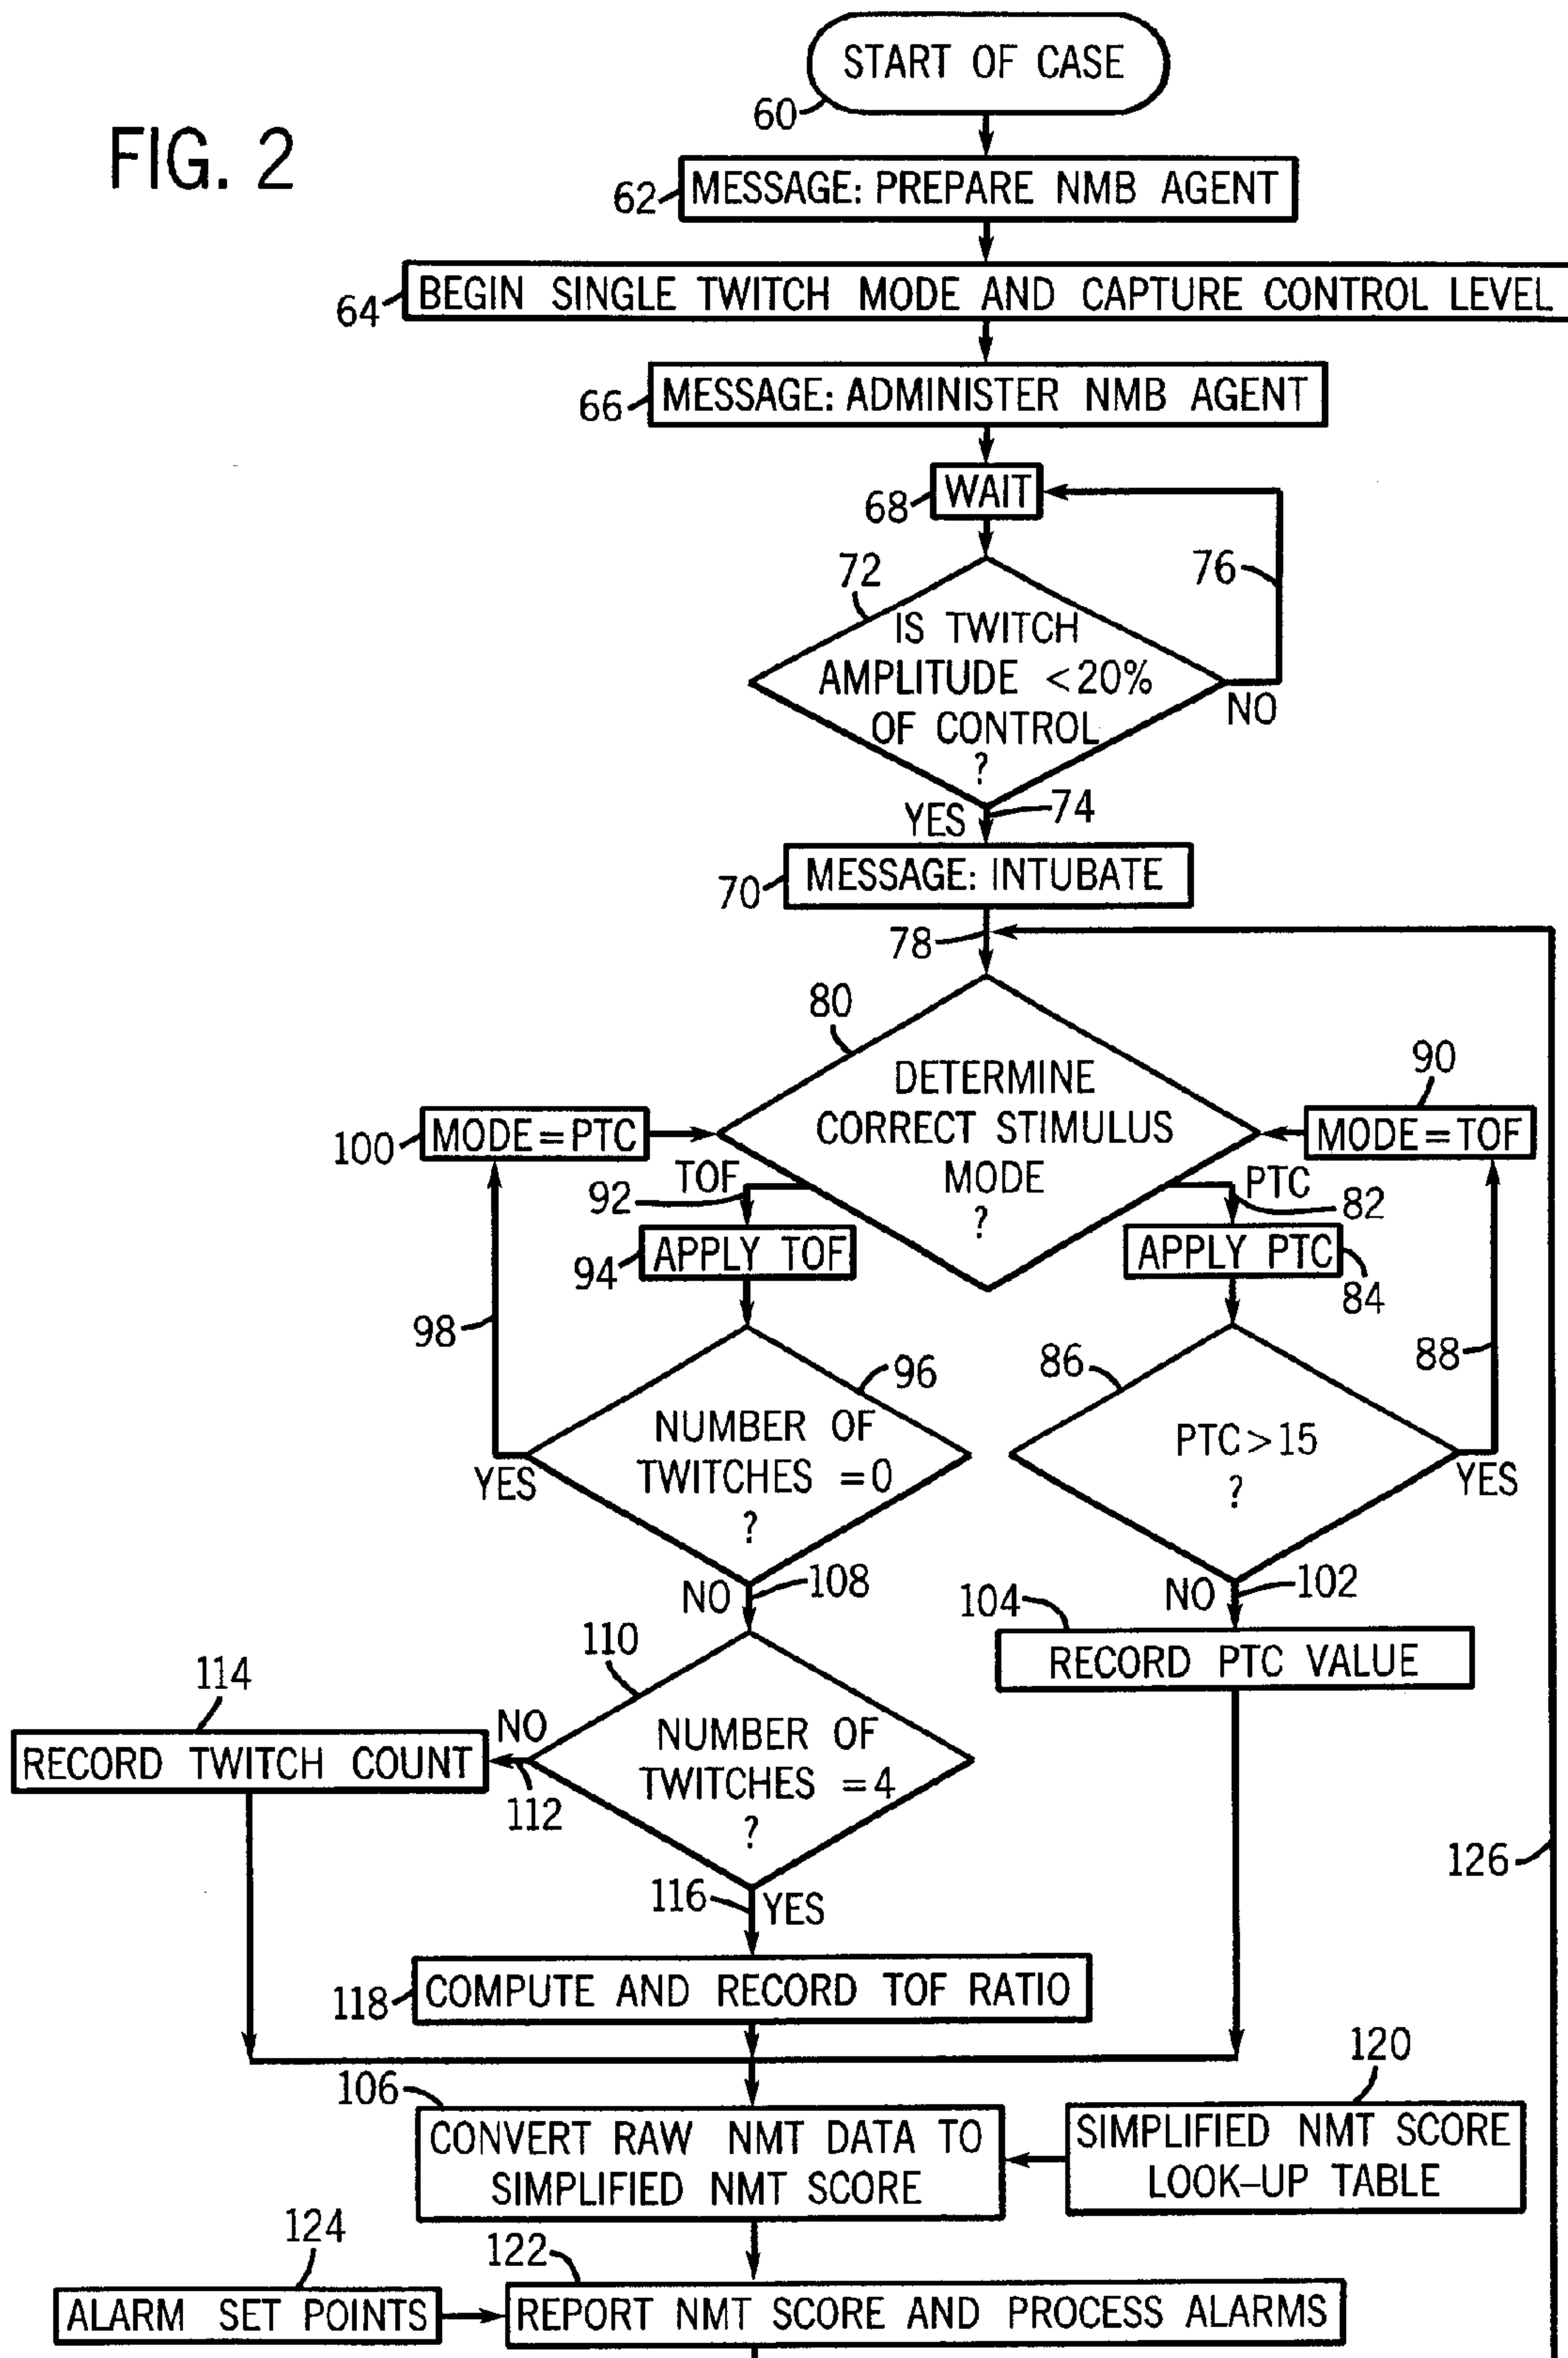 FIG. 2
START OF CASE
60
MESSAGE: PREPARE NMB AGENT
62
BEGIN SINGLE TWITCH MODE AND CAPTURE CONTROL LEVEL
64
MESSAGE: ADMINISTER NMB AGENT
66
WAIT
68
72
76
IS TWITCH
AMPLITUDE <20%
OF CONTROL
?
NO
YES
74
MESSAGE: INTUBATE
70
78
80
DETERMINE
CORRECT STIMULUS
MODE
?
90
100
MODE=PTC
MODE=TOF
TOF
92
PTC
82
94
APPLY TOF
APPLY PTC
84
98
96
86
88
NUMBER OF
TWITCHES =0
?
YES
PTC>15
?
YES
NO
108
NO
102
104
RECORD PTC VALUE
110
114
NO
RECORD TWITCH COUNT
112
NUMBER OF
TWITCHES =4
?
126
116
YES
118
COMPUTE AND RECORD TOF RATIO
106
120
CONVERT RAW NMT DATA TO
SIMPLIFIED NMT SCORE
SIMPLIFIED NMT SCORE
LOOK-UP TABLE
124
122
ALARM SET POINTS
REPORT NMT SCORE AND PROCESS ALARMS